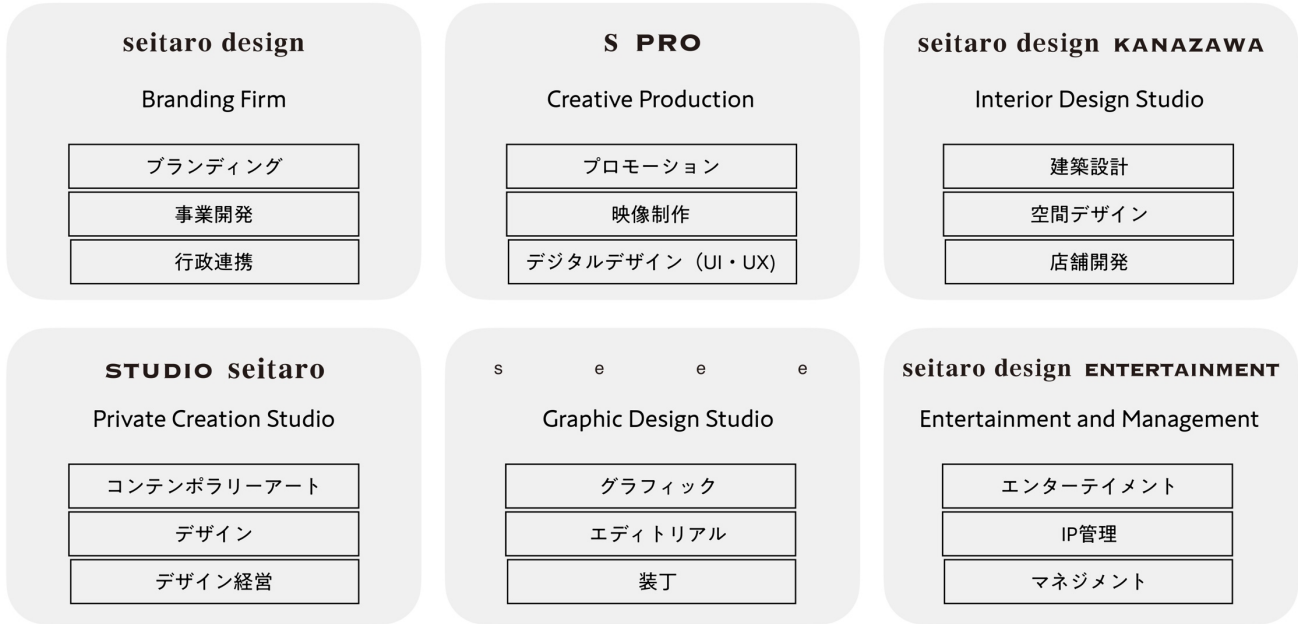 seitaro design
Branding Firm
ブランディング
事業開発
行政連携
S PRO
Creative Production
プロモーション
映像制作
デジタルデザイン（UI・UX)
seitaro design KANAZAWA
Interior Design Studio
建築設計
空間デザイン
店舗開発
STUDIO seitaro
Private Creation Studio
コンテンポラリーアート
デザイン
デザイン経営
s e e e
Graphic Design Studio
グラフィック
エディトリアル
装丁
seitaro design ENTERTAINMENT
Entertainment and Management
エンターテイメント
IP管理
マネジメント